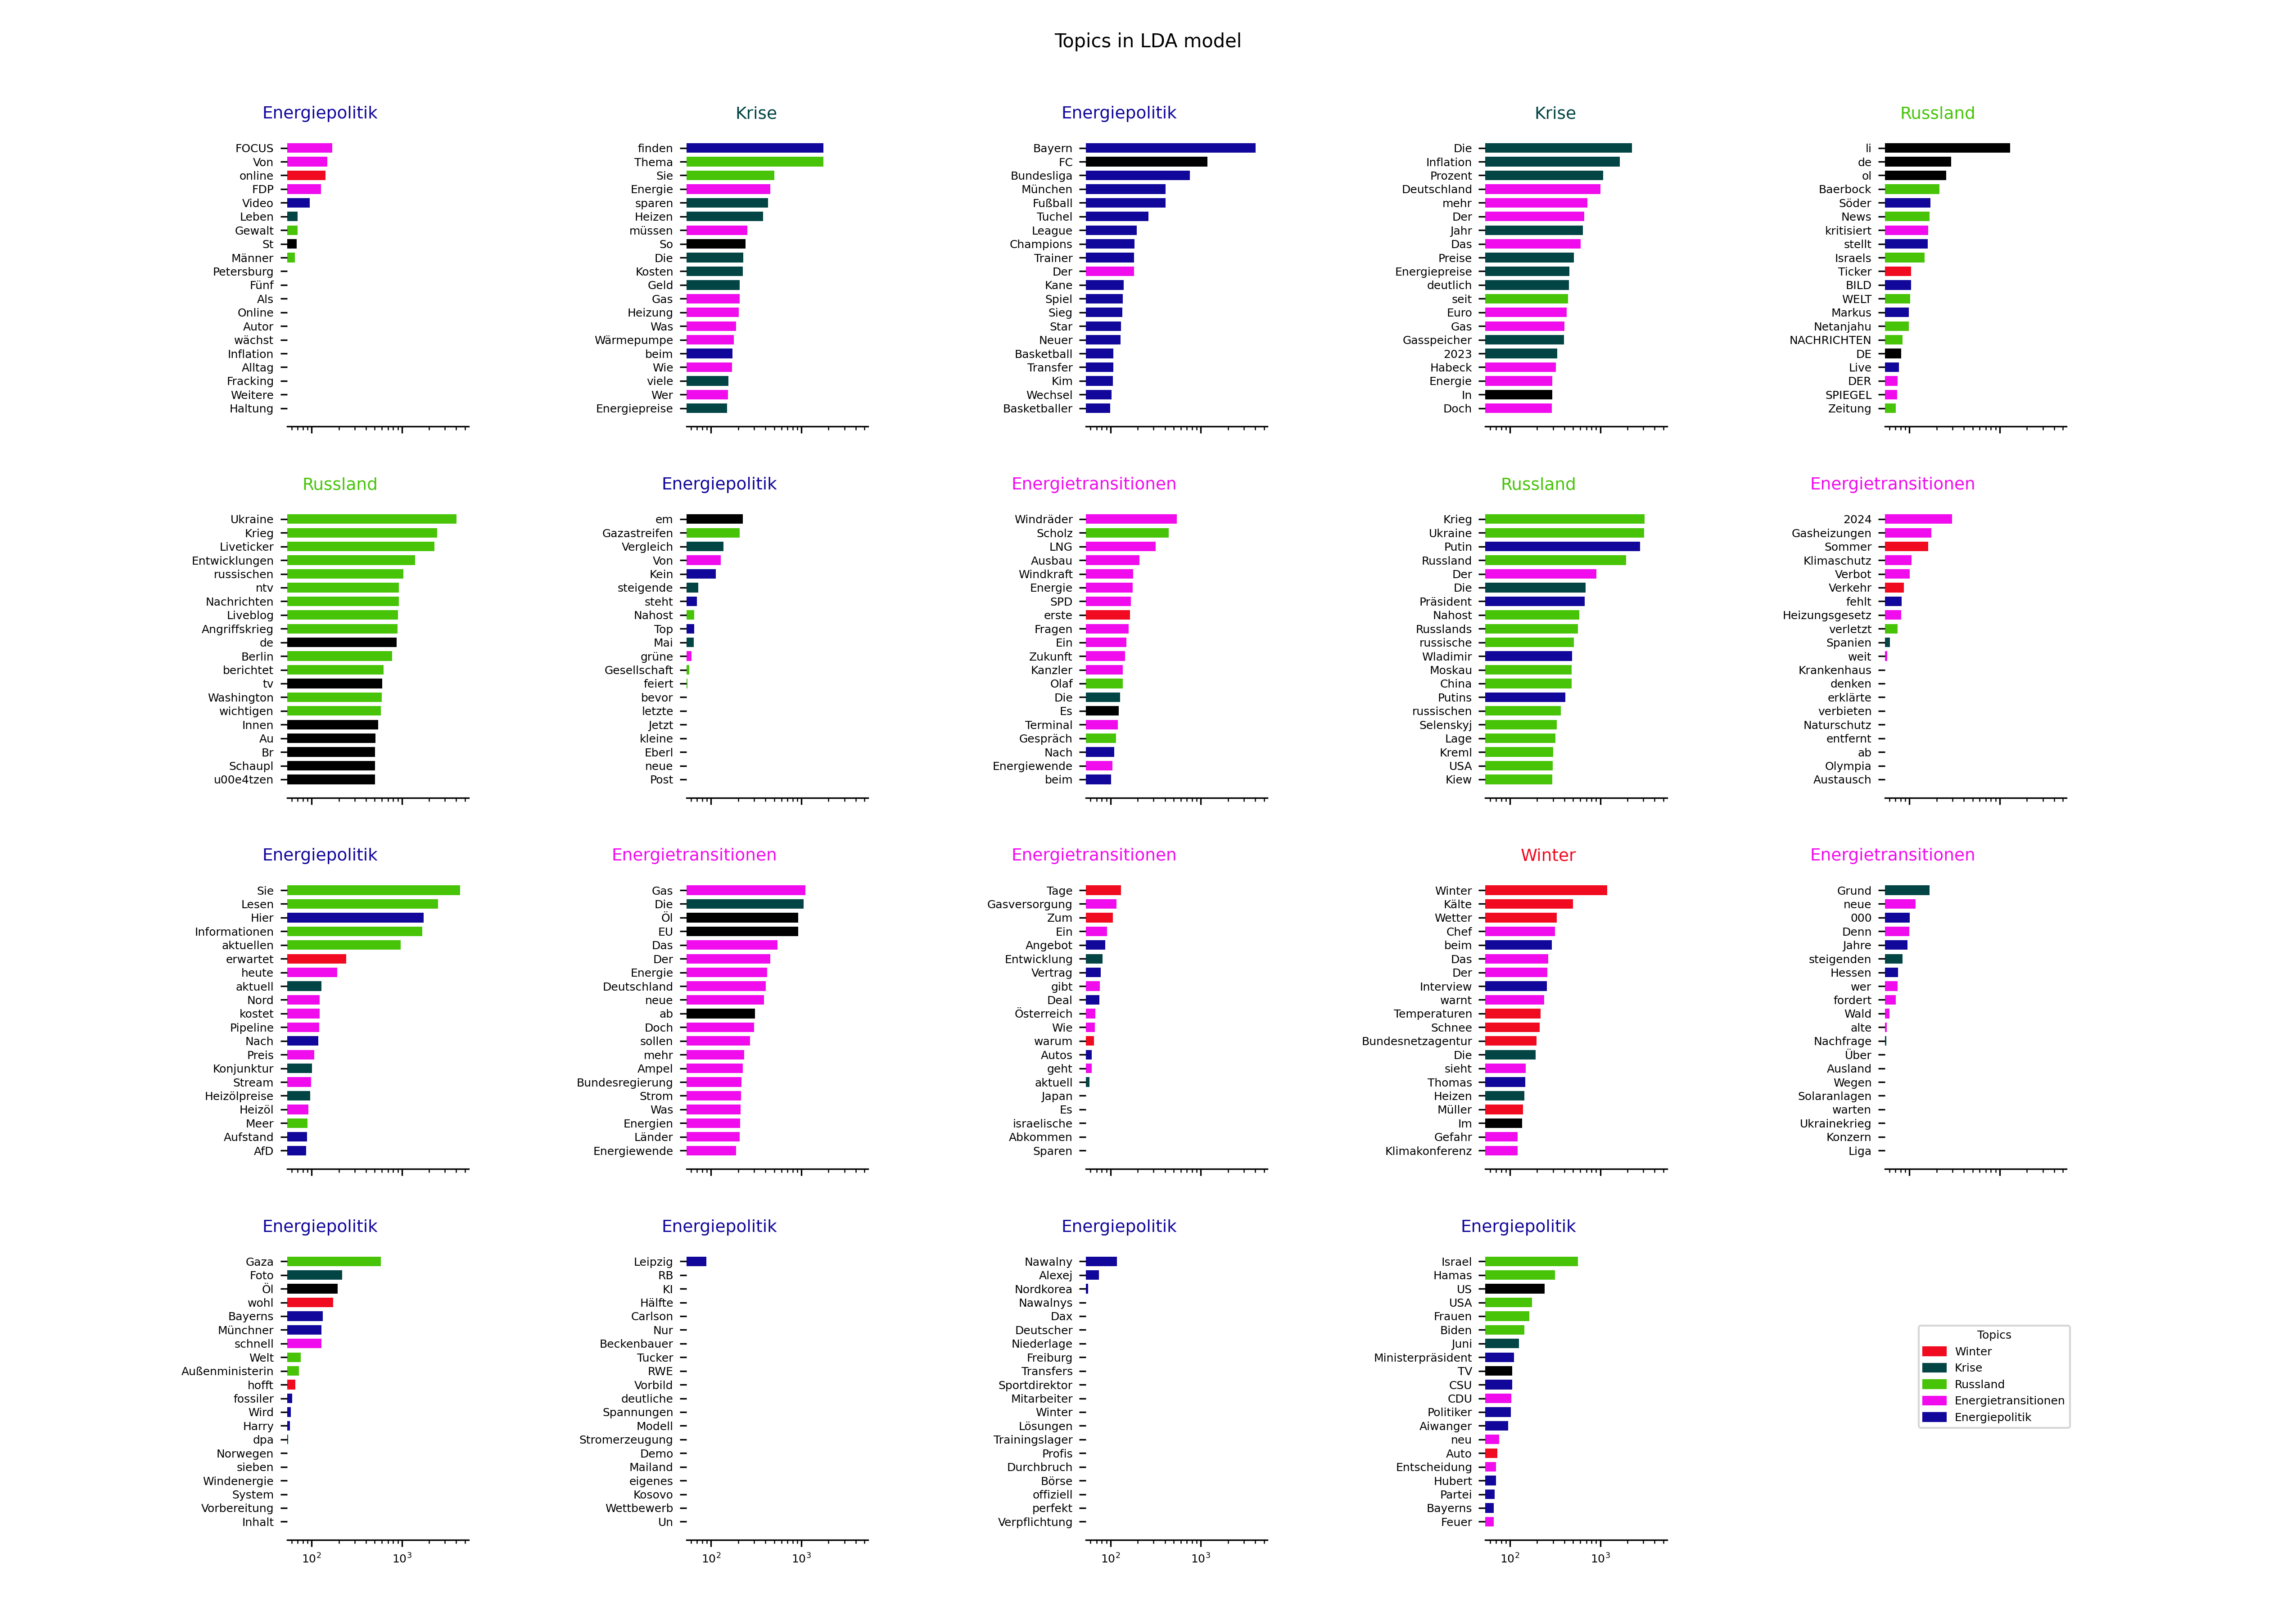 Topics in LDA model
Energiepolitik
FOCUS
Von
online
FDP
Video
Leben
Gewalt
St
Männer
Petersburg
Fünf
Als
Online
Autor
wächst
Inflation
Alltag
Fracking
Weitere
Haltung
Krise
finden
Thema
Sie
Energie
sparen
Heizen
müssen
So
Die
Kosten
Geld
Gas
Heizung
Was
Wärmepumpe
beim
Wie
viele
Wer
Energiepreise
Energiepolitik
Bayern
FC
Bundesliga
München
Fußball
Tuchel
League
Champions
Trainer
Der
Kane
Spiel
Sieg
Star
Neuer
Basketball
Transfer
Kim
Wechsel
Basketballer
Krise
Die
Inflation
Prozent
Deutschland
mehr
Der
Jahr
Das
Preise
Energiepreise
deutlich
seit
Euro
Gas
Gasspeicher
2023
Habeck
Energie
In
Doch
Russland
li
de
ol
Baerbock
Söder
News
kritisiert
stellt
Israels
Ticker
BILD
WELT
Markus
Netanjahu
NACHRICHTEN
DE
Live
DER
SPIEGEL
Zeitung
Russland
Ukraine
Krieg
Liveticker
Entwicklungen
russischen
ntv
Nachrichten
Liveblog
Angriffskrieg
de
Berlin
berichtet
tv
Washington
wichtigen
Innen
Au
Br
Schaupl
u00e4tzen
Energiepolitik
em
Gazastreifen
Vergleich
Von
Kein
steigende
steht
Nahost
Top
Mai
grüne
Gesellschaft
feiert
bevor
letzte
Jetzt
kleine
Eberl
neue
Post
Energietransitionen
Windräder
Scholz
LNG
Ausbau
Windkraft
Energie
SPD
erste
Fragen
Ein
Zukunft
Kanzler
Olaf
Die
Es
Terminal
Gespräch
Nach
Energiewende
beim
Russland
Krieg
Ukraine
Putin
Russland
Der
Die
Präsident
Nahost
Russlands
russische
Wladimir
Moskau
China
Putins
russischen
Selenskyj
Lage
Kreml
USA
Kiew
Energietransitionen
2024
Gasheizungen
Sommer
Klimaschutz
Verbot
Verkehr
fehlt
Heizungsgesetz
verletzt
Spanien
weit
Krankenhaus
denken
erklärte
verbieten
Naturschutz
entfernt
ab
Olympia
Austausch
Energiepolitik
Sie
Lesen
Hier
Informationen
aktuellen
erwartet
heute
aktuell
Nord
kostet
Pipeline
Nach
Preis
Konjunktur
Stream
Heizölpreise
Heizöl
Meer
Aufstand
AfD
Energietransitionen
Gas
Die
Öl
EU
Das
Der
Energie
Deutschland
neue
ab
Doch
sollen
mehr
Ampel
Bundesregierung
Strom
Was
Energien
Länder
Energiewende
Energietransitionen
Tage
Gasversorgung
Zum
Ein
Angebot
Entwicklung
Vertrag
gibt
Deal
Österreich
Wie
warum
Autos
geht
aktuell
Japan
Es
israelische
Abkommen
Sparen
Winter
Winter
Kälte
Wetter
Chef
beim
Das
Der
Interview
warnt
Temperaturen
Schnee
Bundesnetzagentur
Die
sieht
Thomas
Heizen
Müller
Im
Gefahr
Klimakonferenz
Energietransitionen
Grund
neue
000
Denn
Jahre
steigenden
Hessen
wer
fordert
Wald
alte
Nachfrage
Über
Ausland
Wegen
Solaranlagen
warten
Ukrainekrieg
Konzern
Liga
Energiepolitik
Gaza
Foto
Öl
wohl
Bayerns
Münchner
schnell
Welt
Außenministerin
hofft
fossiler
Wird
Harry
dpa
Norwegen
sieben
Windenergie
System
Vorbereitung
Inhalt
10² 10³
Energiepolitik
Leipzig
RB
KI
Hälfte
Carlson
Nur
Beckenbauer
Tucker
RWE
Vorbild
deutliche
Spannungen
Modell
Stromerzeugung
Demo
Mailand
eigenes
Kosovo
Wettbewerb
Un
10² 10³
Energiepolitik
Nawalny
Alexej
Nordkorea
Nawalnys
Dax
Deutscher
Niederlage
Freiburg
Transfers
Sportdirektor
Mitarbeiter
Winter
Lösungen
Trainingslager
Profis
Durchbruch
Börse
offiziell
perfekt
Verpflichtung
10² 10³
Energiepolitik
Israel
Hamas
US
USA
Frauen
Biden
Juni
Ministerpräsident
TV
CSU
CDU
Politiker
Aiwanger
neu
Auto
Entscheidung
Hubert
Partei
Bayerns
Feuer
10² 10³
Topics
Winter
Krise
Russland
Energietransitionen
Energiepolitik